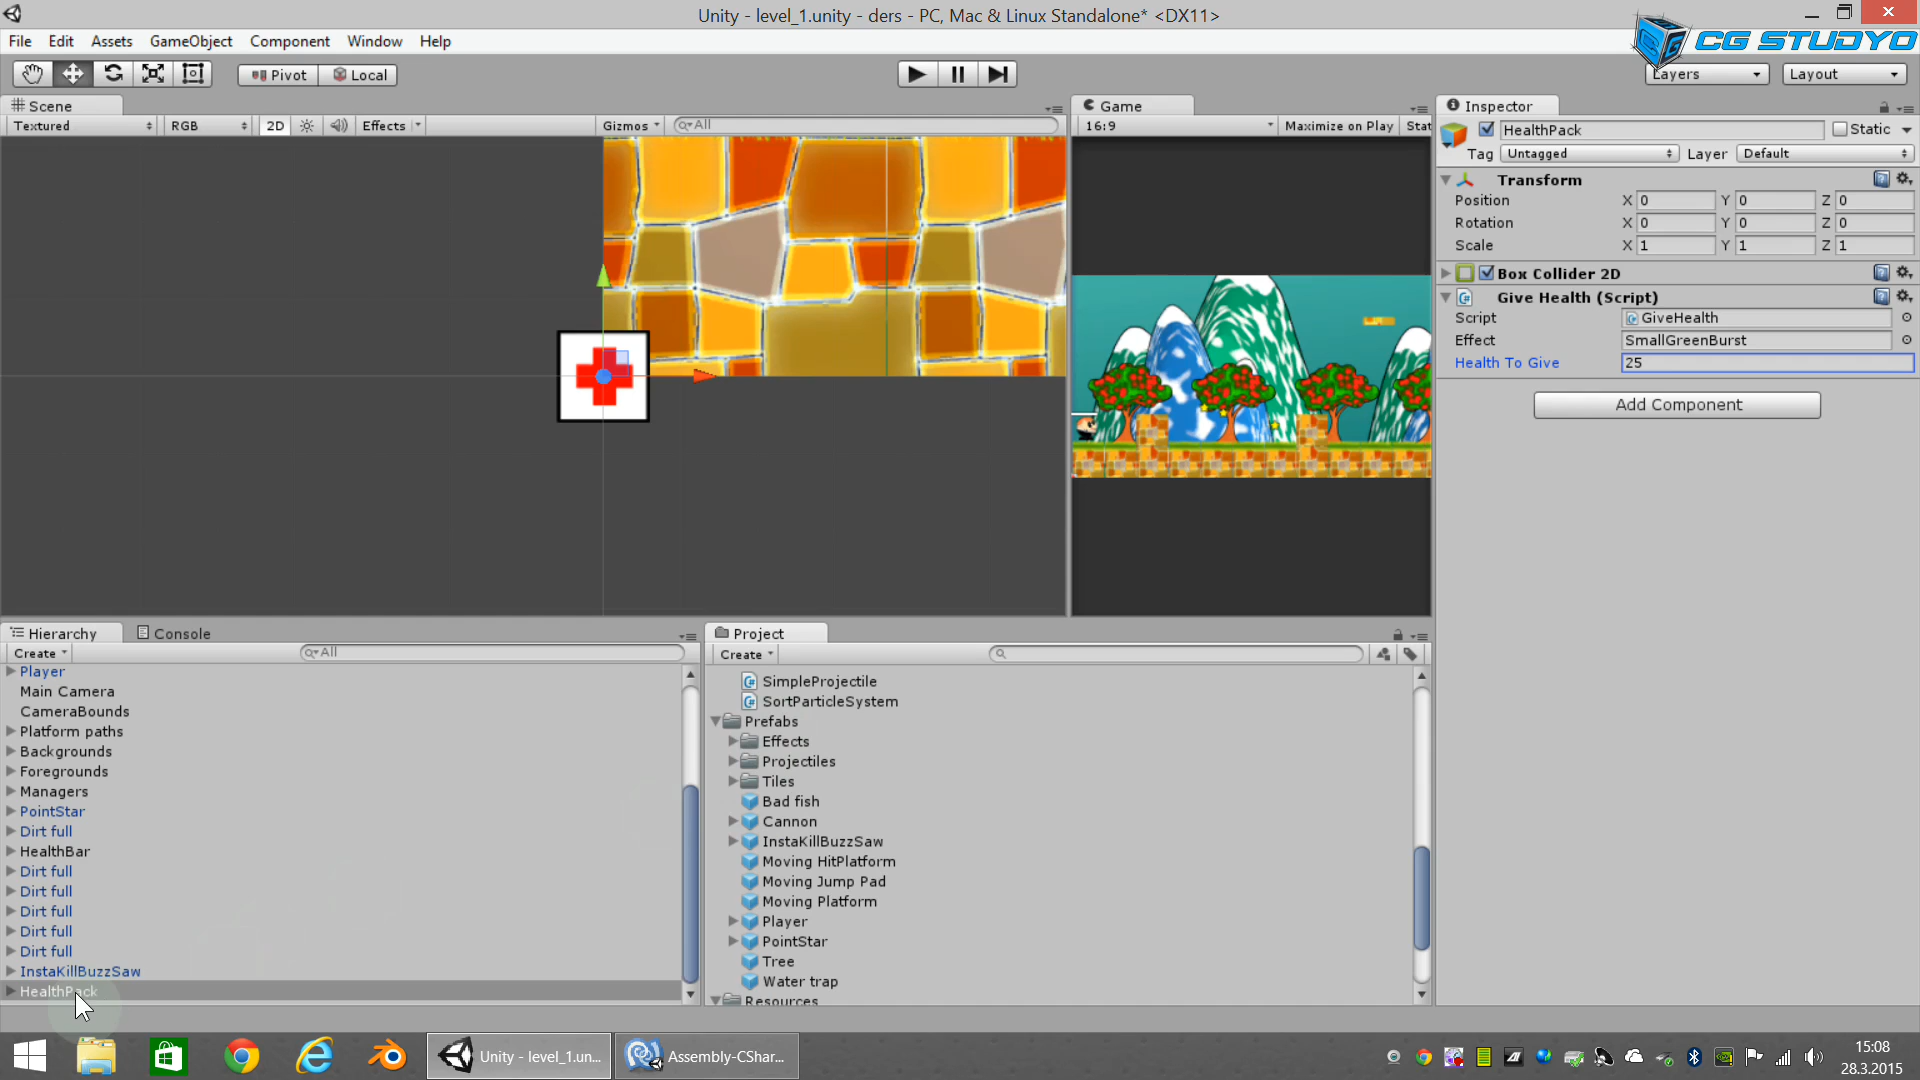 Unity - level_1.unity - ders - PC, Mac & Linux Standalone* <DX11>
File Edit Assets GameObject Component Window Help
CG STUDYO
Pivot Local
Layers Layout
Scene
Textured RGB 2D Effects Gizmos All
Game
16:9 Maximize on Play Stat
Inspector
HealthPack Static
Tag Untagged Layer Default
Transform
Position X 0 Y 0 Z 0
Rotation X 0 Y 0 Z 0
Scale X 1 Y 1 Z 1
Box Collider 2D
Give Health (Script)
Script GiveHealth
Effect SmallGreenBurst
Health To Give 25
Add Component
Hierarchy Console
Create All
Player
Main Camera
CameraBounds
Platform paths
Backgrounds
Foregrounds
Managers
PointStar
Dirt full
HealthBar
Dirt full
Dirt full
Dirt full
Dirt full
Dirt full
InstaKillBuzzSaw
HealthPack
Project
Create
SimpleProjectile
SortParticleSystem
Prefabs
Effects
Projectiles
Tiles
Bad fish
Cannon
InstaKillBuzzSaw
Moving HitPlatform
Moving Jump Pad
Moving Platform
Player
PointStar
Tree
Water trap
Resources
Unity - level_1.un...
Assembly-CShar...
15:08
28.3.2015